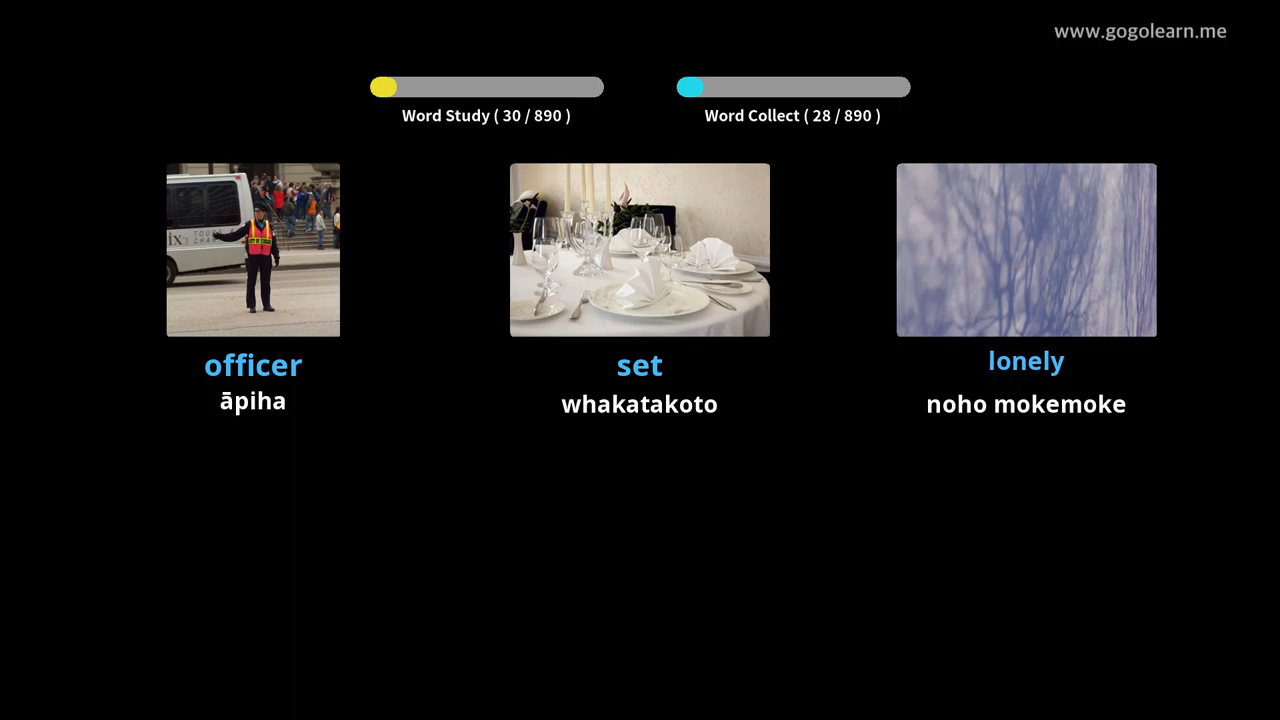 www.gogolearn.me
Word Study ( 30 / 890 )
Word Collect ( 28 / 890 )
officer
āpiha
set
whakatakoto
lonely
noho mokemoke